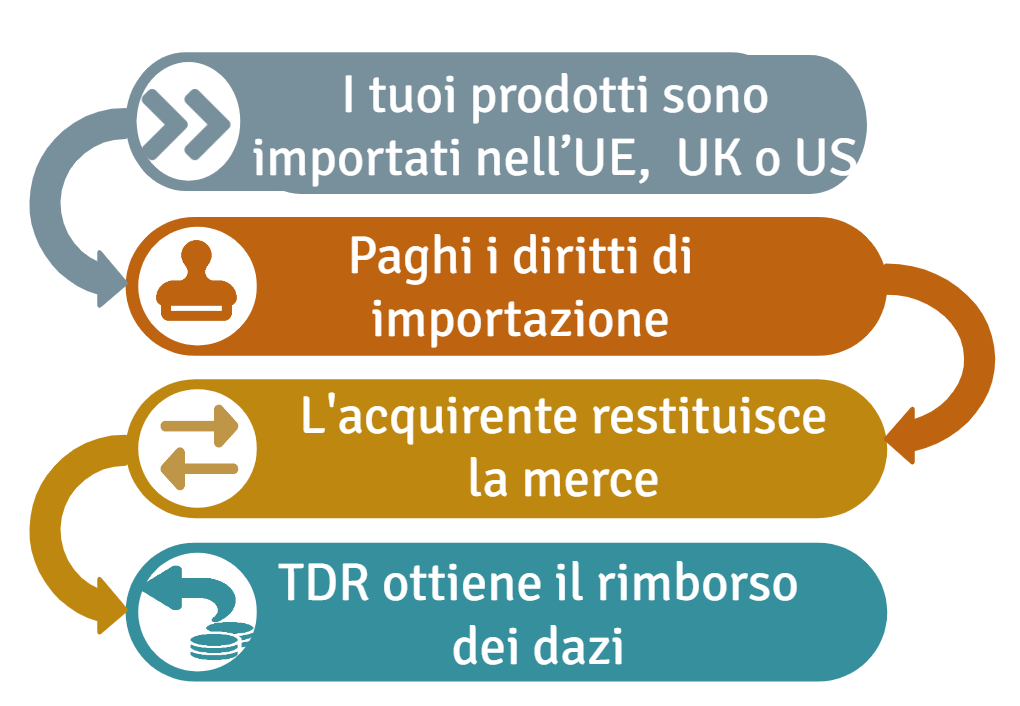 I tuoi prodotti sono
importati nell’UE,  UK o US
Paghi i diritti di
importazione
L'acquirente restituisce
la merce
TDR ottiene il rimborso
dei dazi